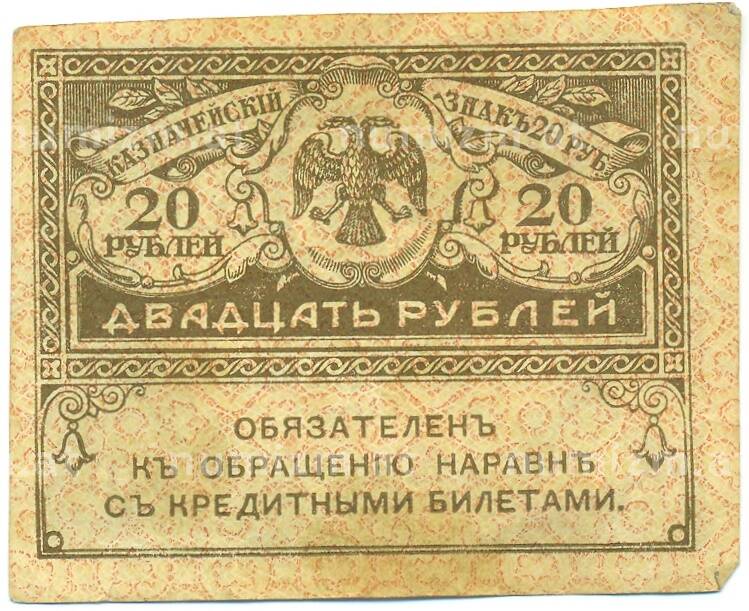 КАЗНАЧЕЙСКІЙ ЗНАКЪ 20 РУБ.
20 РУБЛЕЙ
20 РУБЛЕЙ
ДВАДЦАТЬ РУБЛЕЙ
ОБЯЗАТЕЛЕНЪ
КЪ ОБРАЩЕНІЮ НАРАВНѢ
СЪ КРЕДИТНЫМИ БИЛЕТАМИ.